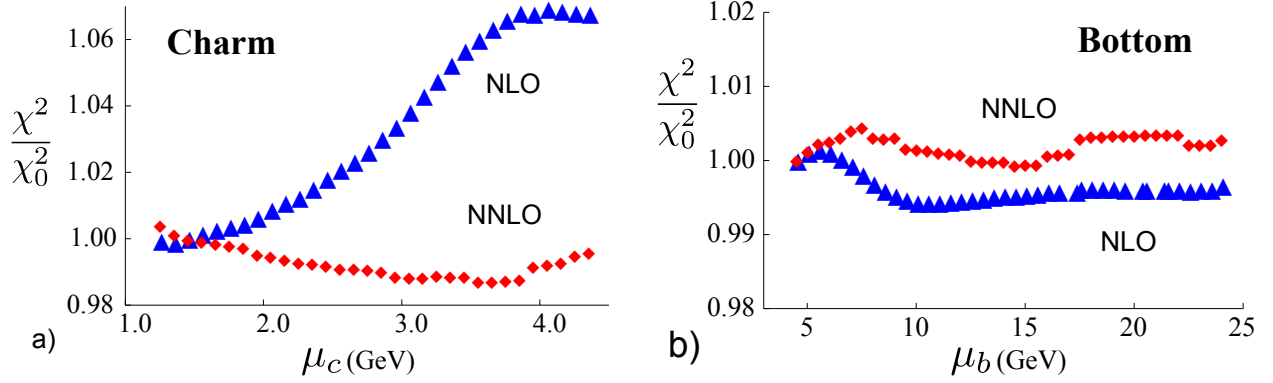 Charm
χ²
χ₀²
1.06
1.04
1.02
1.00
0.98
NLO
NNLO
1.0 2.0 3.0 4.0
a)
μc (GeV)
Bottom
χ²
χ₀²
1.02
1.01
1.00
0.99
0.98
NNLO
NLO
5 10 15 20 25
b)
μb (GeV)